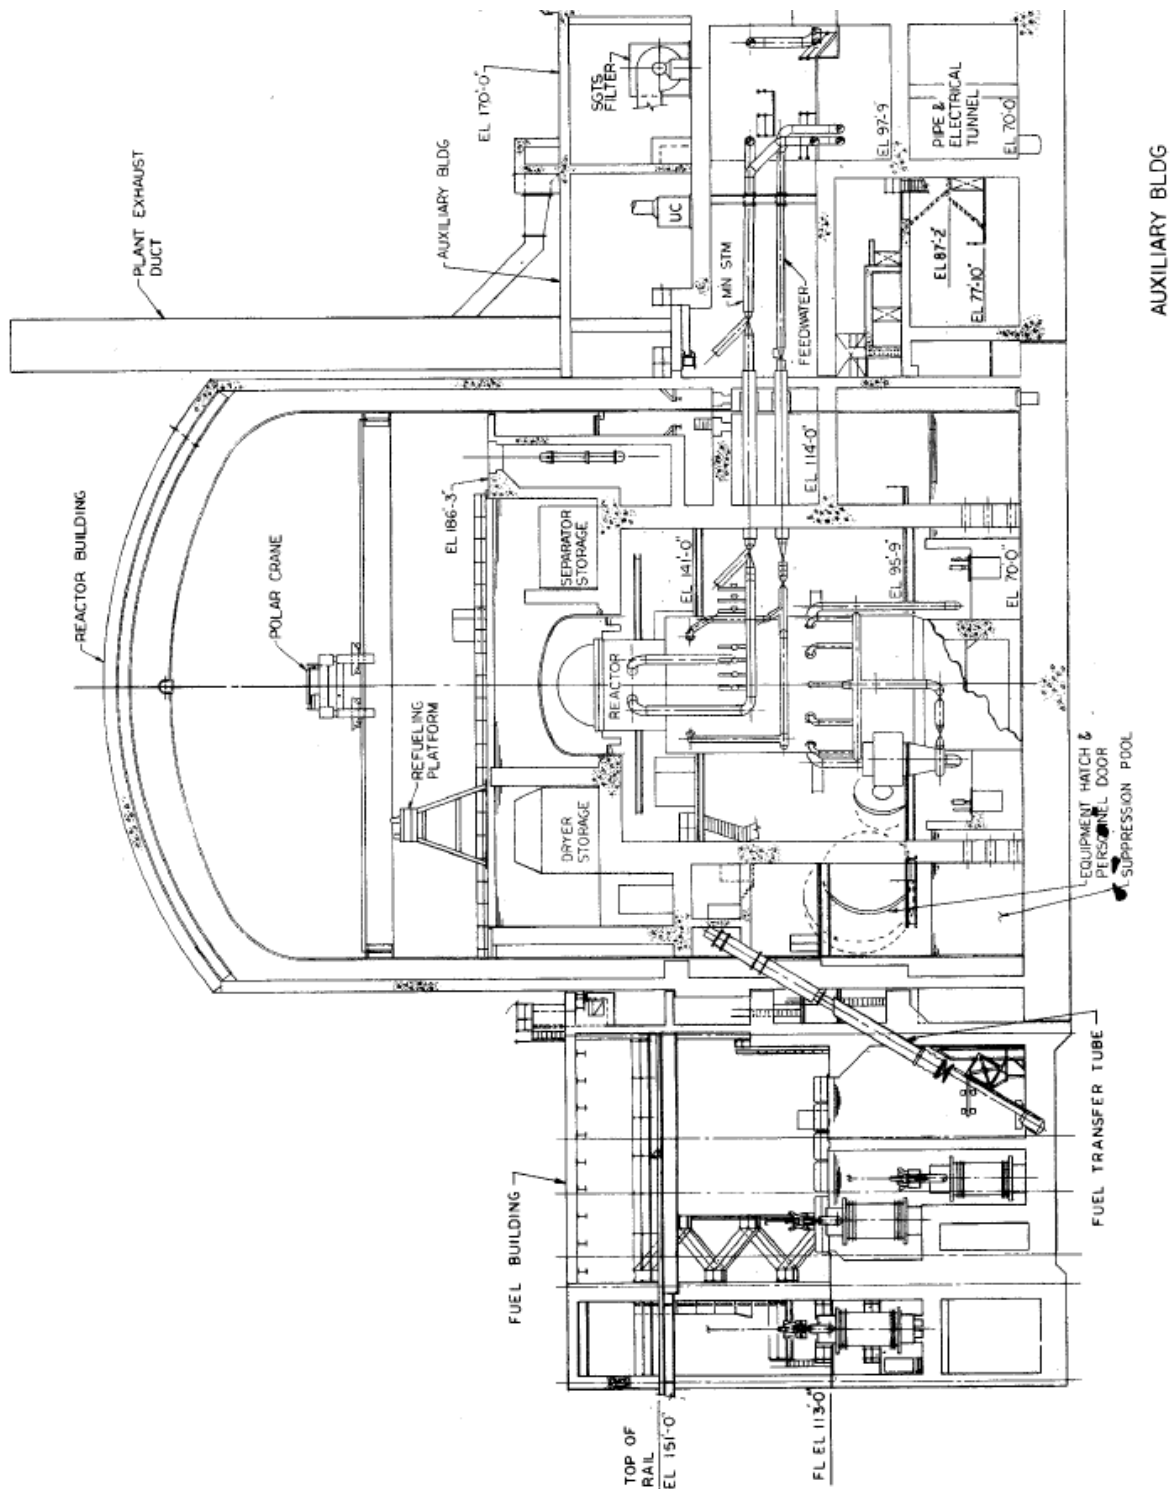 PLANT EXHAUST
DUCT
REACTOR BUILDING
POLAR CRANE
REFUELING
PLATFORM
AUXILIARY BLDG
EL 170'-0"
SGTS
FILTER
UC
EL 186'-3"
SEPARATOR
STORAGE
DRYER
STORAGE
REACTOR
EL 141'-0"
MN STM
FEEDWATER
EL 114'-0"
EL 95'-9"
EL 70'-0"
EL 97'-9"
EL 87'-2"
EL 77'-10"
PIPE &
ELECTRICAL
TUNNEL
EL 70'-0"
EQUIPMENT HATCH &
PERSONNEL DOOR
SUPPRESSION POOL
FUEL TRANSFER TUBE
FUEL BUILDING
TOP OF
RAIL
EL 151'-0"
FL EL 113'-0"
AUXILIARY BLDG